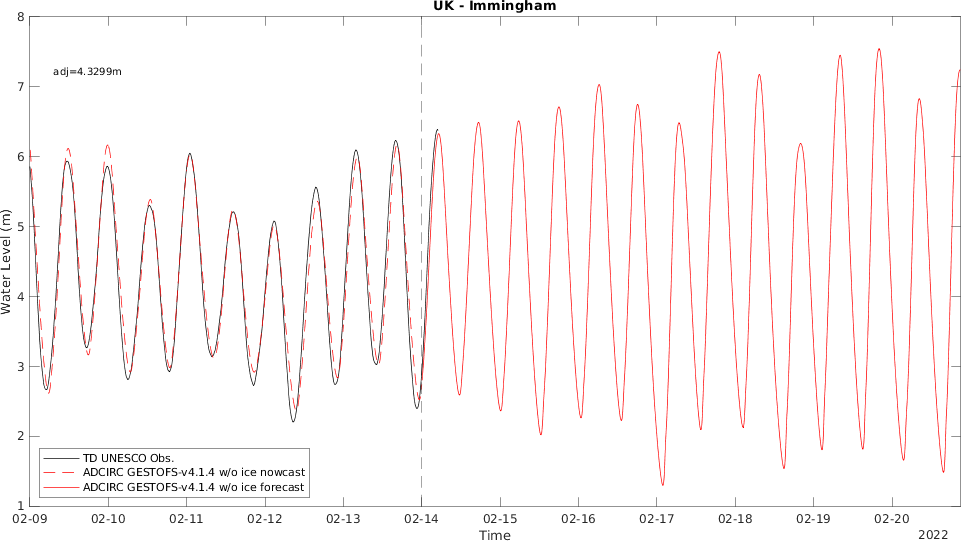 UK - Immingham
8
adj=4.3299m
7
6
5
Water Level (m)
4
3
2
TD UNESCO Obs.
ADCIRC GESTOFS-v4.1.4 w/o ice nowcast
ADCIRC GESTOFS-v4.1.4 w/o ice forecast
1
02-09 02-10 02-11 02-12 02-13 02-14 02-15 02-16 02-17 02-18 02-19 02-20
Time
2022